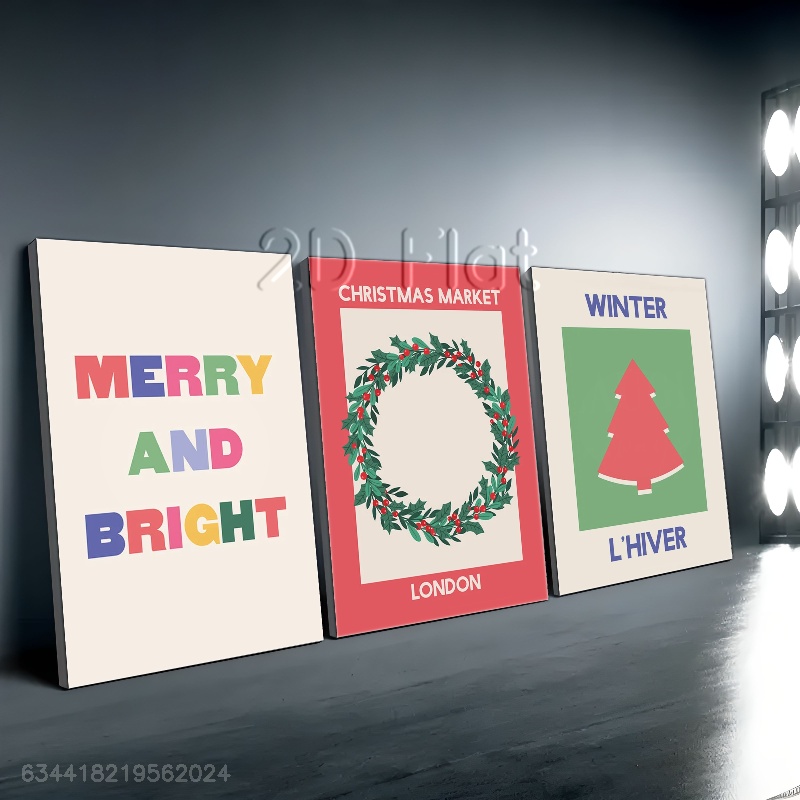 2D Flat
MERRY
AND
BRIGHT
CHRISTMAS MARKET
LONDON
WINTER
L'HIVER
634418219562024